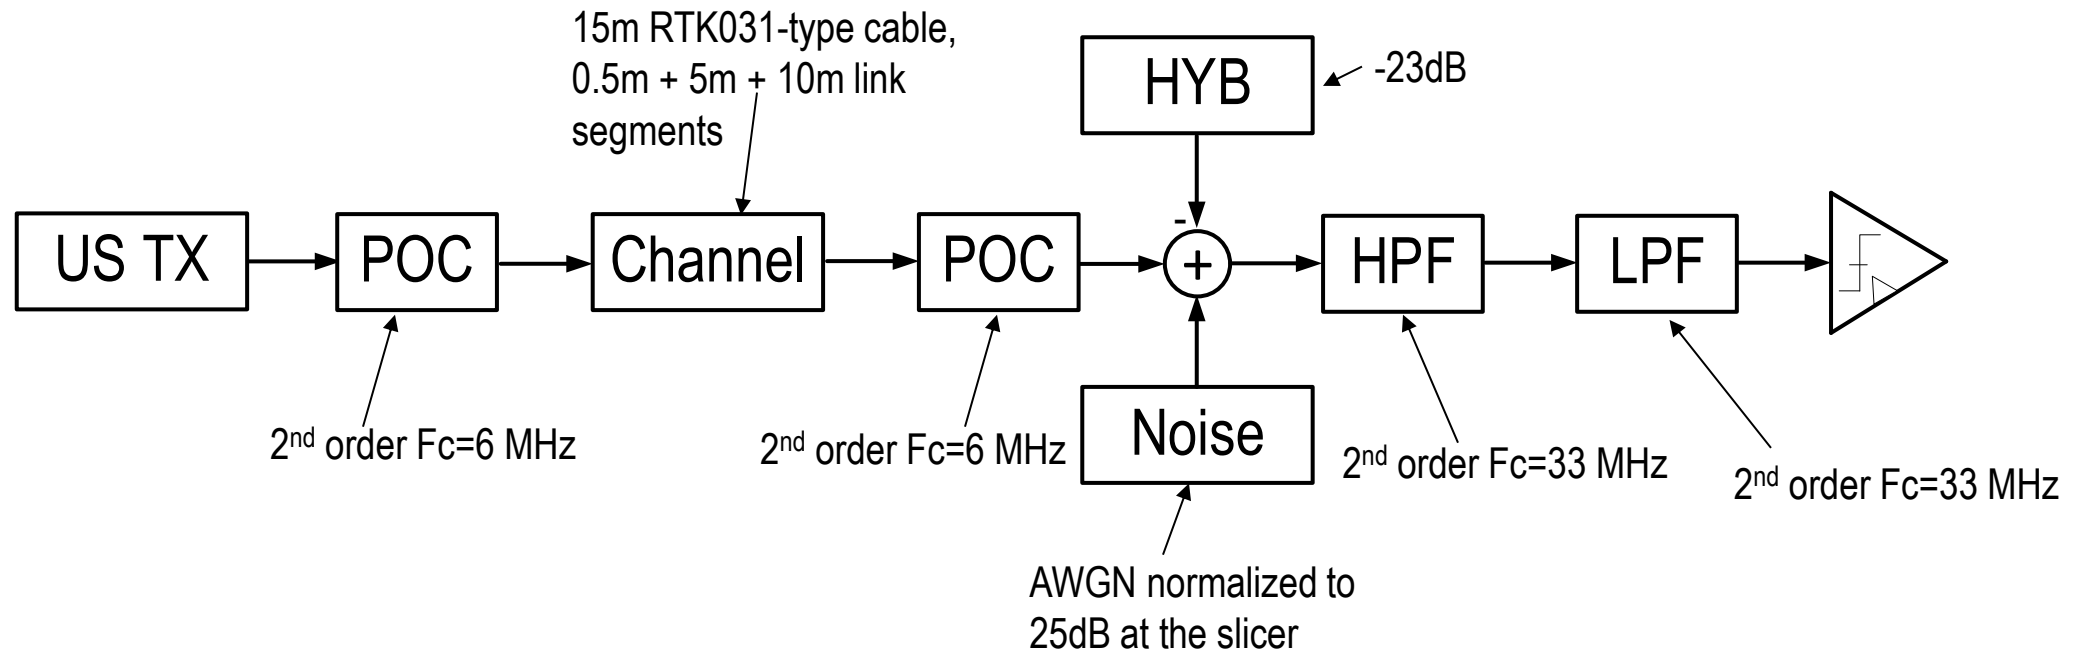 15m RTK031-type cable,
0.5m + 5m + 10m link
segments
HYB
-23dB
US TX
POC
Channel
POC
-
+
HPF
LPF
Noise
2nd order Fc=6 MHz
2nd order Fc=6 MHz
2nd order Fc=33 MHz
2nd order Fc=33 MHz
AWGN normalized to
25dB at the slicer